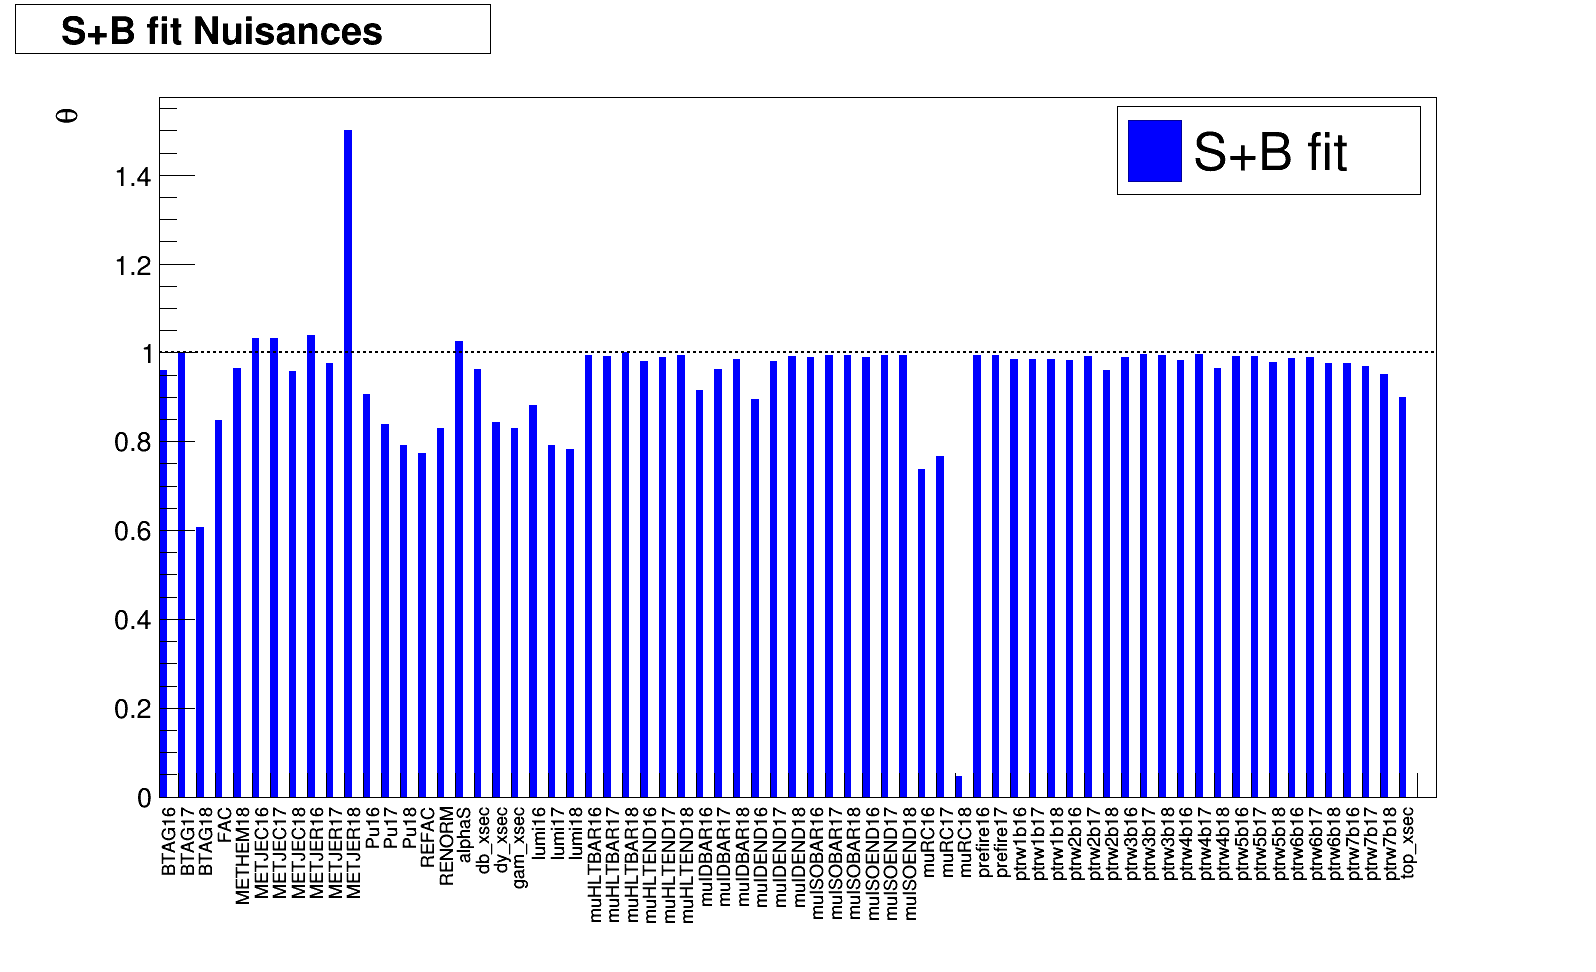 S+B fit Nuisances
θ
S+B fit
1.4
1.2
1
0.8
0.6
0.4
0.2
0
BTAG16
BTAG17
BTAG18
FAC
METHEM18
METJEC16
METJEC17
METJEC18
METJER16
METJER17
METJER18
Pu16
Pu17
Pu18
REFAC
RENORM
alphaS
db_xsec
dy_xsec
gam_xsec
lumi16
lumi17
lumi18
muHLTBAR16
muHLTBAR17
muHLTBAR18
muHLTEND16
muHLTEND17
muHLTEND18
muIDBAR16
muIDBAR17
muIDBAR18
muIDEND16
muIDEND17
muIDEND18
muISOBAR16
muISOBAR17
muISOBAR18
muISOEND16
muISOEND17
muISOEND18
muRC16
muRC17
muRC18
prefire16
prefire17
ptrw1b16
ptrw1b17
ptrw1b18
ptrw2b16
ptrw2b17
ptrw2b18
ptrw3b16
ptrw3b17
ptrw3b18
ptrw4b16
ptrw4b17
ptrw4b18
ptrw5b16
ptrw5b17
ptrw5b18
ptrw6b16
ptrw6b17
ptrw6b18
ptrw7b16
ptrw7b17
ptrw7b18
top_xsec